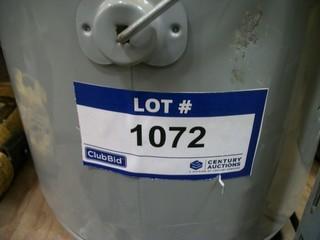 LOT #
1072
ClubBid
CENTURY
AUCTIONS